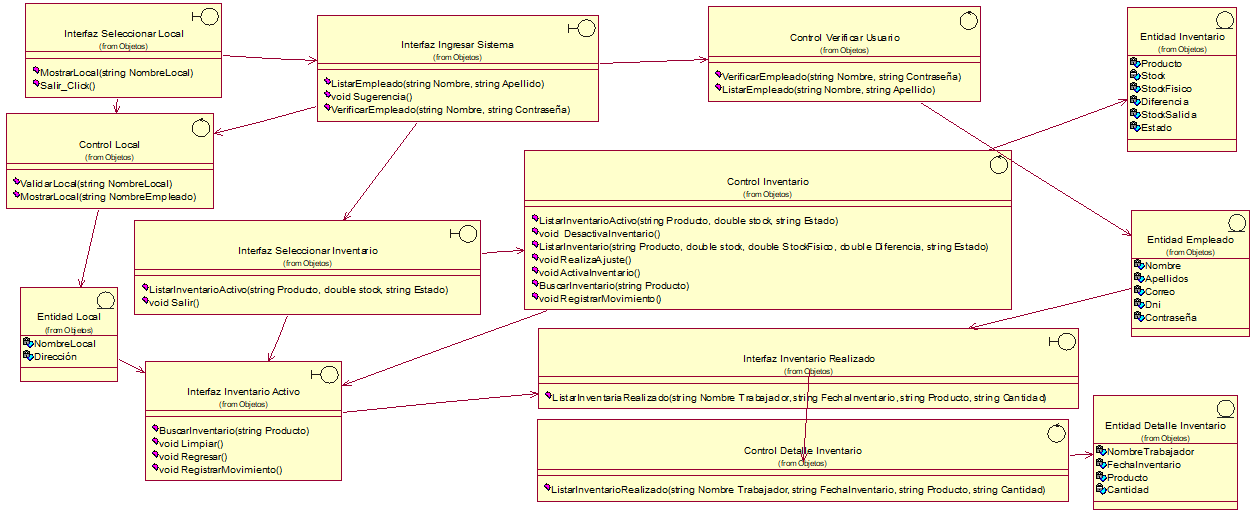 Interfaz Seleccionar Local
(from Objetos)
MostrarLocal(string NombreLocal)
Salir_Click()
Interfaz Ingresar Sistema
(from Objetos)
ListarEmpleado(string Nombre, string Apellido)
void Sugerencia()
VerificarEmpleado(string Nombre, string Contraseña)
Control Verificar Usuario
(from Objetos)
VerificarEmpleado(string Nombre, string Contraseña)
ListarEmpleado(string Nombre, string Apellido)
Entidad Inventario
(from Objetos)
Producto
Stock
StockFisico
Diferencia
StockSalida
Estado
Control Local
(from Objetos)
ValidarLocal(string NombreLocal)
MostrarLocal(string NombreEmpleado)
Control Inventario
(from Objetos)
ListarInventarioActivo(string Producto, double stock, string Estado)
void DesactivaInventario()
ListarInventario(string Producto, double stock, double StockFisico, double Diferencia, string Estado)
void RealizaAjuste()
void ActivaInventario()
BuscarInventario(string Producto)
void RegistrarMovimiento()
Interfaz Seleccionar Inventario
(from Objetos)
ListarInventarioActivo(string Producto, double stock, string Estado)
void Salir()
Entidad Empleado
(from Objetos)
Nombre
Apellidos
Correo
Dni
Contraseña
Entidad Local
(from Objetos)
NombreLocal
Dirección
Interfaz Inventario Activo
(from Objetos)
BuscarInventario(string Producto)
void Limpiar()
void Regresar()
void RegistrarMovimiento()
Interfaz Inventario Realizado
(from Objetos)
ListarInventariaRealizado(string Nombre Trabajador, string FechaInventario, string Producto, string Cantidad)
Control Detalle Inventario
(from Objetos)
ListarInventarioRealizado(string Nombre Trabajador, string FechaInventario, string Producto, string Cantidad)
Entidad Detalle Inventario
(from Objetos)
NombreTrabajador
FechaInventario
Producto
Cantidad